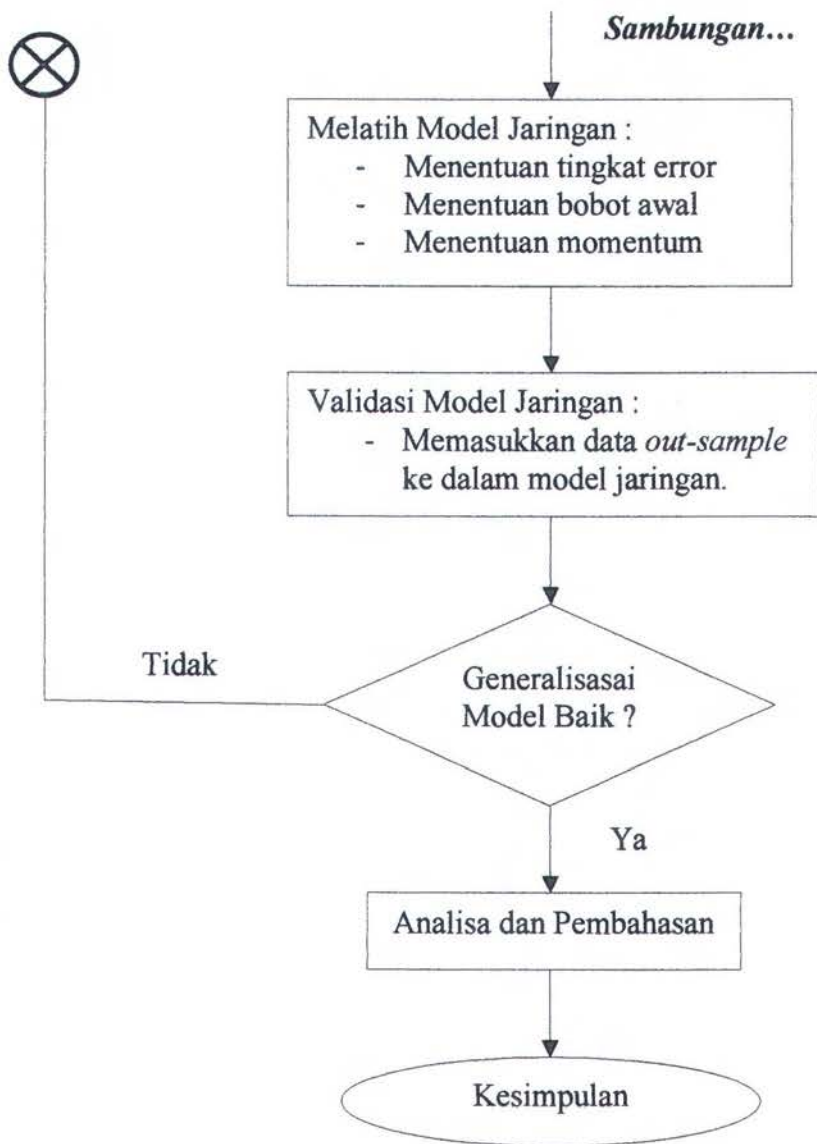 Sambungan...
Melatih Model Jaringan :
- Menentuan tingkat error
- Menentuan bobot awal
- Menentuan momentum
Validasi Model Jaringan :
- Memasukkan data out-sample
ke dalam model jaringan.
Tidak
Generalisasai
Model Baik ?
Ya
Analisa dan Pembahasan
Kesimpulan